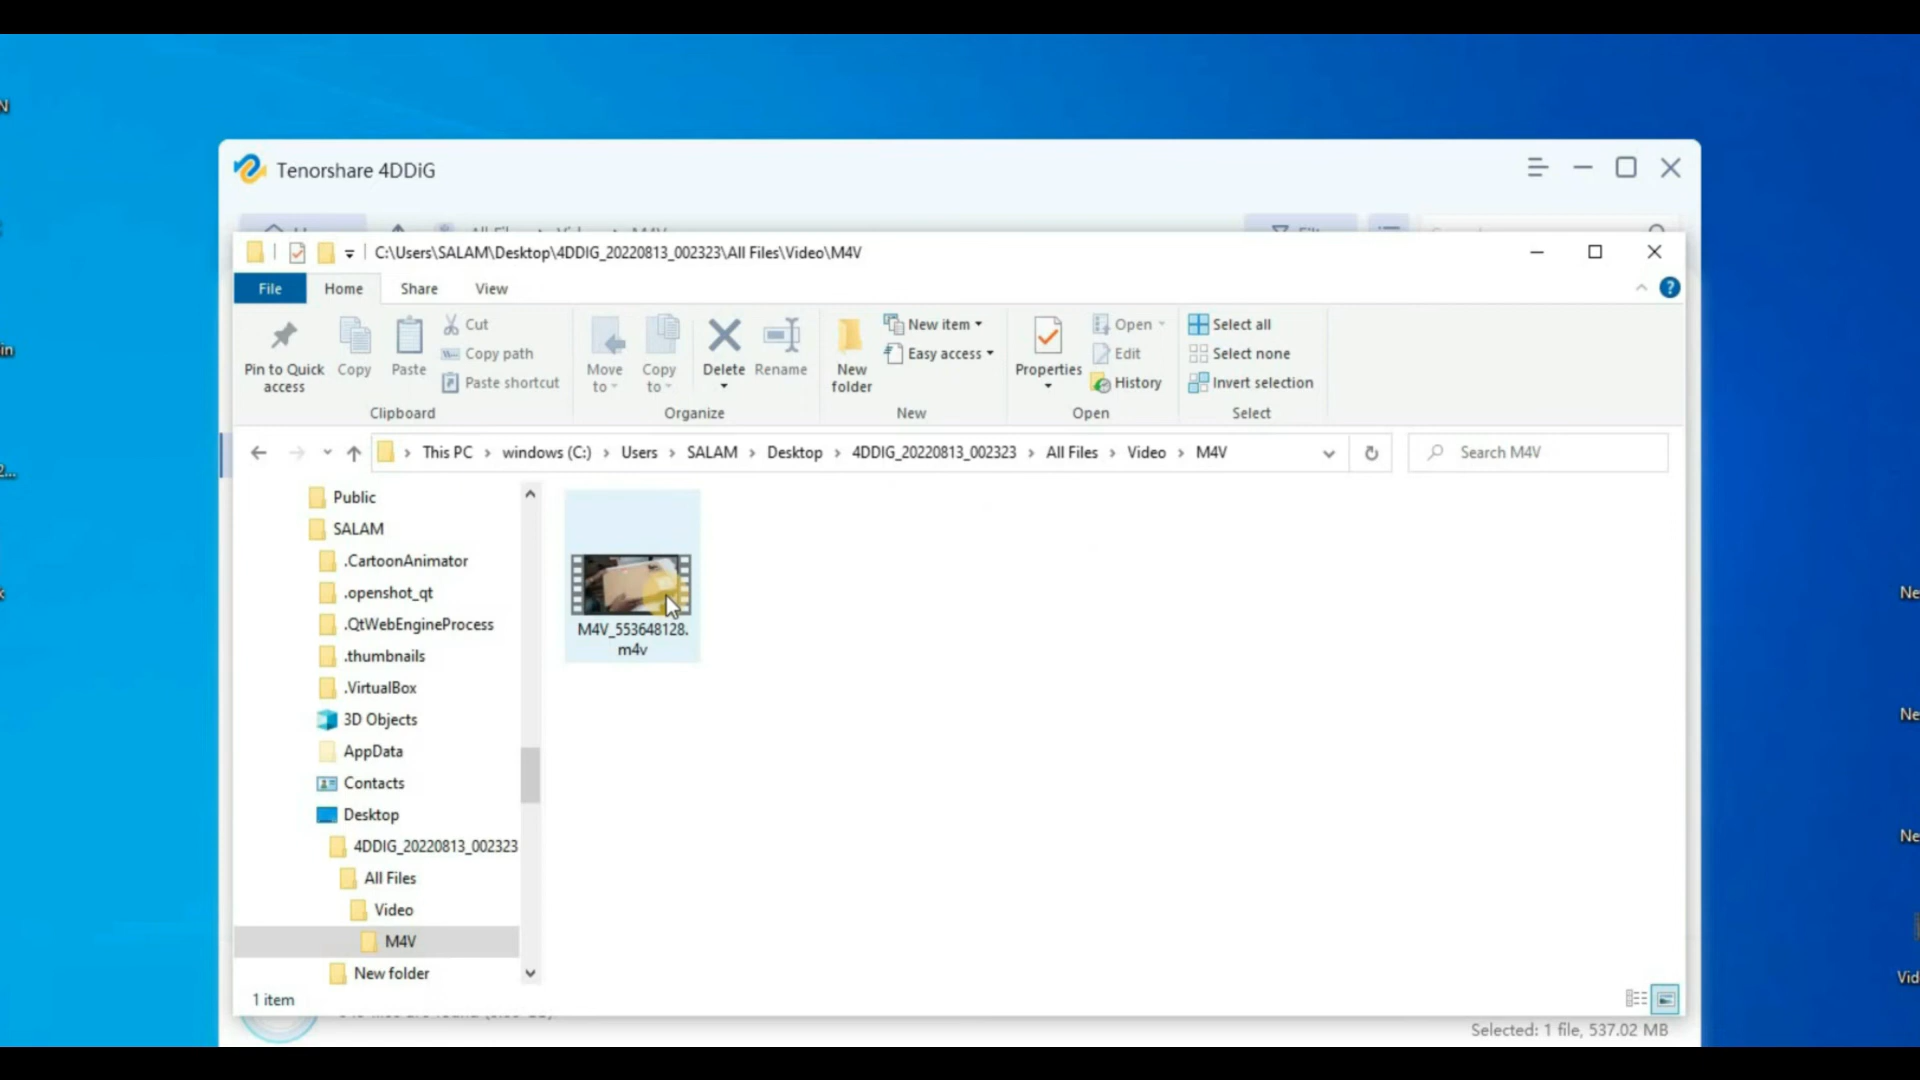 N
Tenorshare 4DDiG
C:\Users\SALAM\Desktop\4DDIG_20220813_002323\All Files\Video\M4V
File Home Share View
?
Pin to Quick access
Copy
Paste
Cut
Copy path
Paste shortcut
Clipboard
Move to
Copy to
Delete
Rename
Organize
New folder
New item
Easy access
New
Properties
Open
Edit
History
Open
Select all
Select none
Invert selection
Select
in
2...
This PC > windows (C:) > Users > SALAM > Desktop > 4DDIG_20220813_002323 > All Files > Video > M4V
Search M4V
Public
SALAM
.CartoonAnimator
.openshot_qt
.QtWebEngineProcess
.thumbnails
.VirtualBox
3D Objects
AppData
Contacts
Desktop
4DDIG_20220813_002323
All Files
Video
M4V
New folder
M4V_553648128.
m4v
1 item
Selected: 1 file, 537.02 MB
Ne
Ne
Ne
Vid